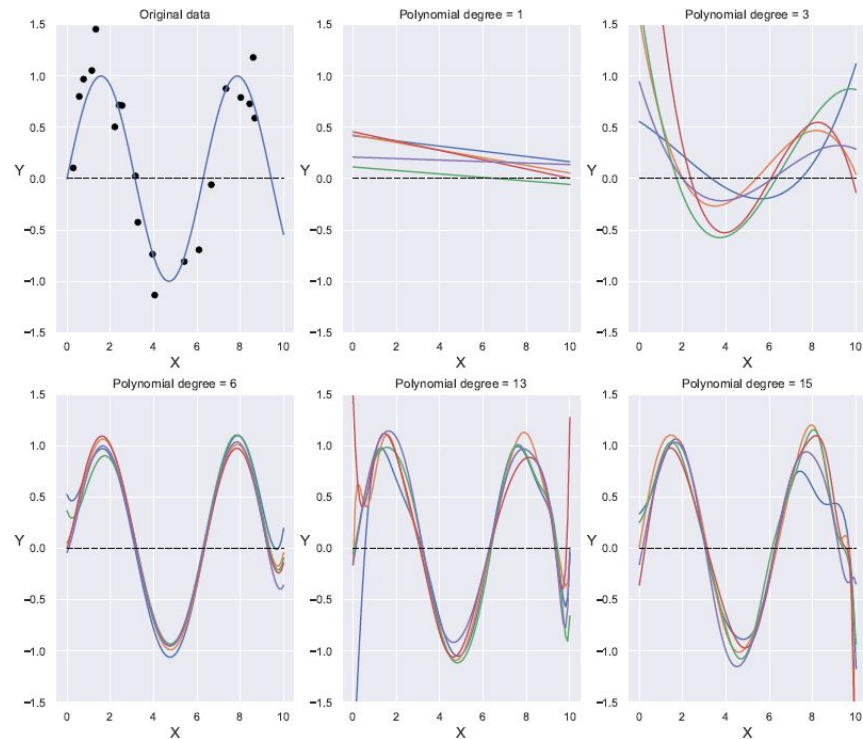 Original data
1.5
1.0
0.5
Y
0.0
−0.5
−1.0
−1.5
0 2 4 6 8 10
X
Polynomial degree = 1
1.5
1.0
0.5
Y
0.0
−0.5
−1.0
−1.5
0 2 4 6 8 10
X
Polynomial degree = 3
1.5
1.0
0.5
Y
0.0
−0.5
−1.0
−1.5
0 2 4 6 8 10
X
Polynomial degree = 6
1.5
1.0
0.5
Y
0.0
−0.5
−1.0
−1.5
0 2 4 6 8 10
X
Polynomial degree = 13
1.5
1.0
0.5
Y
0.0
−0.5
−1.0
−1.5
0 2 4 6 8 10
X
Polynomial degree = 15
1.5
1.0
0.5
Y
0.0
−0.5
−1.0
−1.5
0 2 4 6 8 10
X